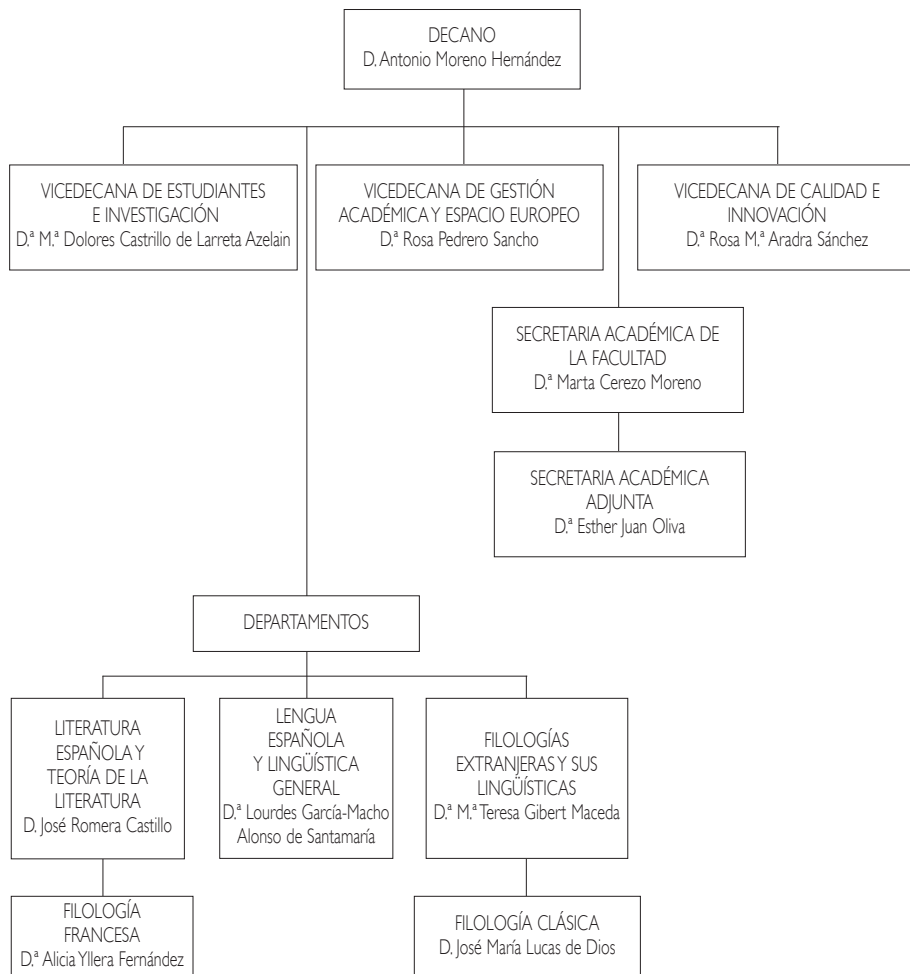 DECANO
D. Antonio Moreno Hernández
VICEDECANA DE ESTUDIANTES
E INVESTIGACIÓN
D.ª M.ª Dolores Castrillo de Larreta Azelain
VICEDECANA DE GESTIÓN
ACADÉMICA Y ESPACIO EUROPEO
D.ª Rosa Pedrero Sancho
VICEDECANA DE CALIDAD E
INNOVACIÓN
D.ª Rosa M.ª Aradra Sánchez
SECRETARIA ACADÉMICA DE
LA FACULTAD
D.ª Marta Cerezo Moreno
SECRETARIA ACADÉMICA
ADJUNTA
D.ª Esther Juan Oliva
DEPARTAMENTOS
LITERATURA
ESPAÑOLA Y
TEORÍA DE LA
LITERATURA
D. José Romera Castillo
LENGUA
ESPAÑOLA
Y LINGÜÍSTICA
GENERAL
D.ª Lourdes García-Macho
Alonso de Santamaría
FILOLOGÍAS
EXTRANJERAS Y SUS
LINGÜÍSTICAS
D.ª M.ª Teresa Gibert Maceda
FILOLOGÍA
FRANCESA
D.ª Alicia Yllera Fernández
FILOLOGÍA CLÁSICA
D. José María Lucas de Dios